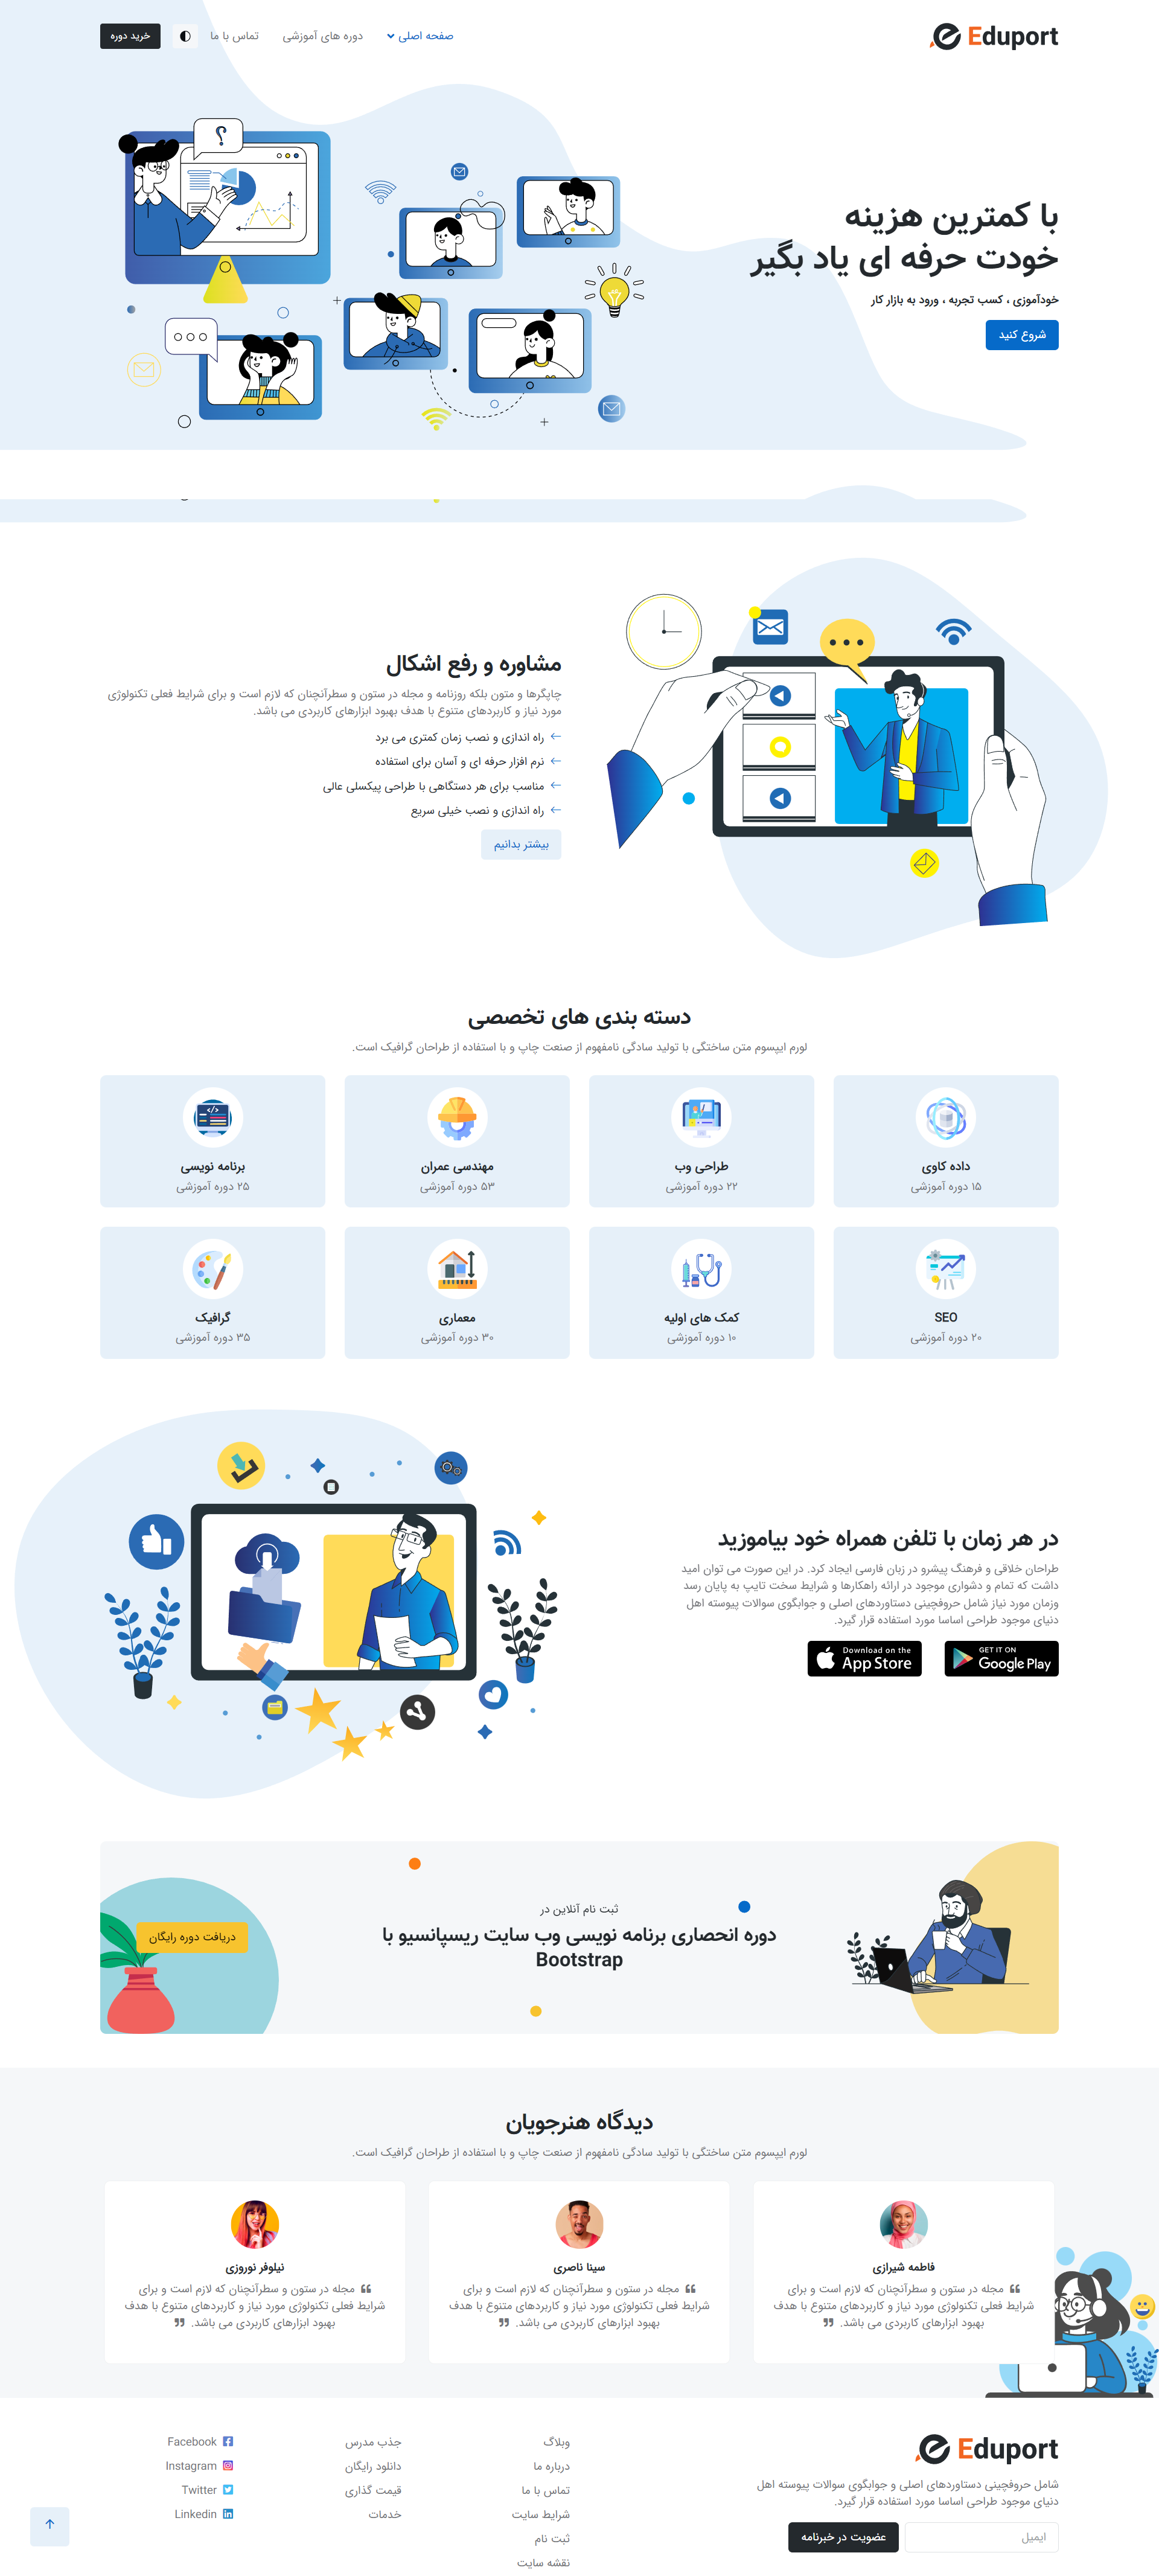 Eduport
صفحه اصلی
دوره های آموزشی
تماس با ما
خرید دوره
؟
با کمترین هزینه
خودت حرفه ای یاد بگیر
خودآموزی ، کسب تجربه ، ورود به بازار کار
شروع کنید
مشاوره و رفع اشکال
چاپگرها و متون بلکه روزنامه و مجله در ستون و سطرآنچنان که لازم است و برای شرایط فعلی تکنولوژی
مورد نیاز و کاربردهای متنوع با هدف بهبود ابزارهای کاربردی می باشد.
راه اندازی و نصب زمان کمتری می برد
نرم افزار حرفه ای و آسان برای استفاده
مناسب برای هر دستگاهی با طراحی پیکسلی عالی
راه اندازی و نصب خیلی سریع
بیشتر بدانیم
دسته بندی های تخصصی
لورم ایپسوم متن ساختگی با تولید سادگی نامفهوم از صنعت چاپ و با استفاده از طراحان گرافیک است.
داده کاوی
۱۵ دوره آموزشی
طراحی وب
۲۲ دوره آموزشی
مهندسی عمران
۵۳ دوره آموزشی
برنامه نویسی
۲۵ دوره آموزشی
SEO
۲۰ دوره آموزشی
کمک های اولیه
۱۰ دوره آموزشی
معماری
۳۰ دوره آموزشی
گرافیک
۳۵ دوره آموزشی
در هر زمان با تلفن همراه خود بیاموزید
طراحان خلاقی و فرهنگ پیشرو در زبان فارسی ایجاد کرد. در این صورت می توان امید
داشت که تمام و دشواری موجود در ارائه راهکارها و شرایط سخت تایپ به پایان رسد
وزمان مورد نیاز شامل حروفچینی دستاوردهای اصلی و جوابگوی سوالات پیوسته اهل
دنیای موجود طراحی اساسا مورد استفاده قرار گیرد.
GET IT ON
Google Play
Download on the
App Store
ثبت نام آنلاین در
دوره انحصاری برنامه نویسی وب سایت ریسپانسیو با
Bootstrap
دریافت دوره رایگان
دیدگاه هنرجویان
لورم ایپسوم متن ساختگی با تولید سادگی نامفهوم از صنعت چاپ و با استفاده از طراحان گرافیک است.
فاطمه شیرازی
مجله در ستون و سطرآنچنان که لازم است و برای
شرایط فعلی تکنولوژی مورد نیاز و کاربردهای متنوع با هدف
بهبود ابزارهای کاربردی می باشد.
سینا ناصری
مجله در ستون و سطرآنچنان که لازم است و برای
شرایط فعلی تکنولوژی مورد نیاز و کاربردهای متنوع با هدف
بهبود ابزارهای کاربردی می باشد.
نیلوفر نوروزی
مجله در ستون و سطرآنچنان که لازم است و برای
شرایط فعلی تکنولوژی مورد نیاز و کاربردهای متنوع با هدف
بهبود ابزارهای کاربردی می باشد.
Eduport
شامل حروفچینی دستاوردهای اصلی و جوابگوی سوالات پیوسته اهل
دنیای موجود طراحی اساسا مورد استفاده قرار گیرد.
ایمیل
عضویت در خبرنامه
وبلاگ
درباره ما
تماس با ما
شرایط سایت
ثبت نام
نقشه سایت
جذب مدرس
دانلود رایگان
قیمت گذاری
خدمات
Facebook
Instagram
Twitter
Linkedin